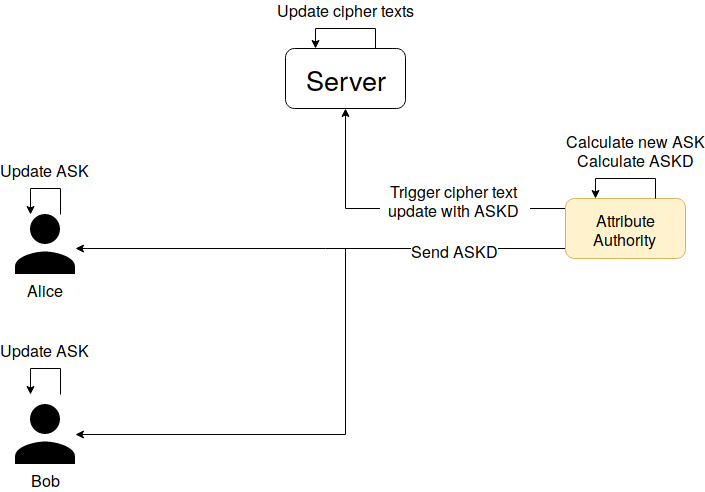 Update cipher texts
Server
Calculate new ASK
Calculate ASKD
Update ASK
Trigger cipher text
update with ASKD
Attribute
Authority
Send ASKD
Alice
Update ASK
Bob